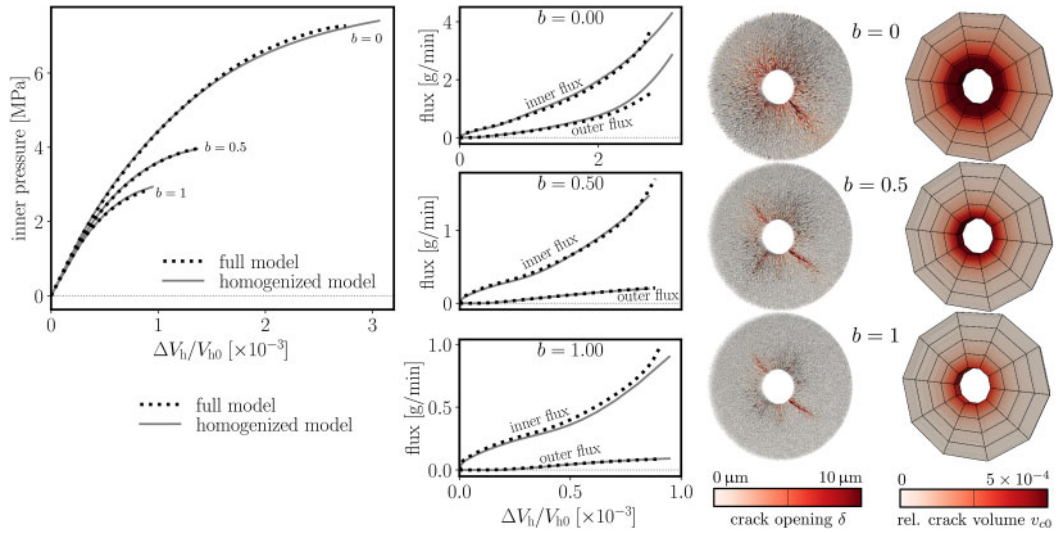 inner pressure [MPa]
6
4
2
0
b = 0
b = 0.5
b = 1
full model
homogenized model
0
1
2
3
ΔV_h/V_h0 [×10⁻³]
full model
homogenized model
flux [g/min]
4
2
0
b = 0.00
inner flux
outer flux
0
2
flux [g/min]
1
0
b = 0.50
inner flux
outer flux
flux [g/min]
1.0
0.5
0.0
b = 1.00
inner flux
outer flux
0.0
0.5
1.0
ΔV_h/V_h0 [×10⁻³]
b = 0
b = 0.5
b = 1
0 μm
10 μm
crack opening δ
0
5 × 10⁻⁴
rel. crack volume v_c0